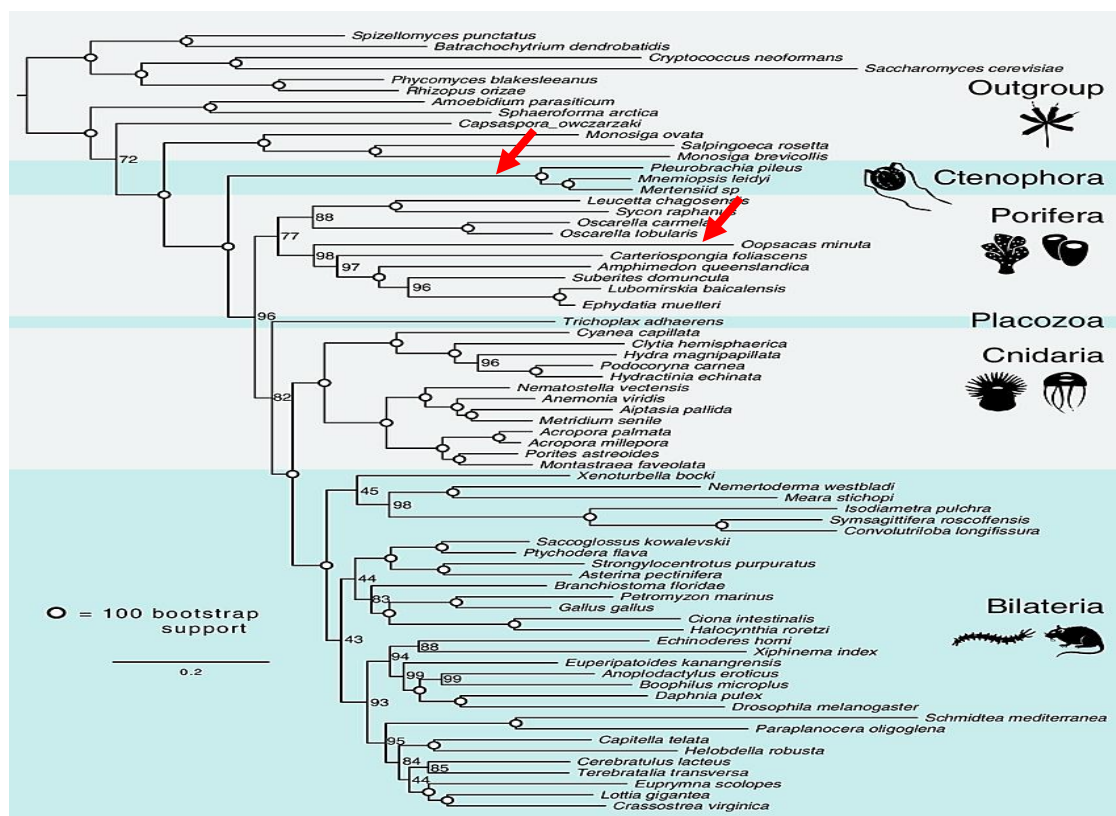 Spizellomyces punctatus
Batrachochytrium dendrobatidis
Cryptococcus neoformans
Saccharomyces cerevisiae
Phycomyces blakesleeanus
Rhizopus orizae
Outgroup
Amoebidium parasiticum
Sphaeroforma arctica
Capsaspora_owczarzaki
Monosiga ovata
72
Salpingoeca rosetta
Monosiga brevicollis
Pleurobrachia pileus
Mnemiopsis leidyi
Ctenophora
Mertensiid sp
Leucetta chagosensis
Sycon raphanus
88
Porifera
Oscarella carmela
Oscarella lobularis
77
Oopsacas minuta
98
Carteriospongia foliascens
97
Amphimedon queenslandica
Suberites domuncula
96
Lubomirskia baicalensis
Ephydatia muelleri
96
Trichoplax adhaerens
Placozoa
Cyanea capillata
Clytia hemisphaerica
Hydra magnipapillata
Cnidaria
96
Podocoryna carnea
Hydractinia echinata
Nematostella vectensis
82
Anemonia viridis
Aiptasia pallida
Metridium senile
Acropora palmata
Acropora millepora
Porites astreoides
Montastraea faveolata
Xenoturbella bocki
45
Nemertoderma westbladi
98
Meara stichopi
Isodiametra pulchra
Symsagittifera roscoffensis
Convolutriloba longifissura
Saccoglossus kowalevskii
Ptychodera flava
Strongylocentrotus purpuratus
44
Asterina pectinifera
Branchiostoma floridae
83
Petromyzon marinus
Gallus gallus
Bilateria
= 100 bootstrap
support
Ciona intestinalis
Halocynthia roretzi
43
Echinoderes horni
88
Xiphinema index
94
Euperipatoides kanangrensis
0.2
99
99
Anoplodactylus eroticus
Boophilus microplus
Daphnia pulex
93
Drosophila melanogaster
Schmidtea mediterranea
Paraplanocera oligoglena
95
Capitella telata
Helobdella robusta
84
Cerebratulus lacteus
85
Terebratalia transversa
44
Euprymna scolopes
Lottia gigantea
Crassostrea virginica